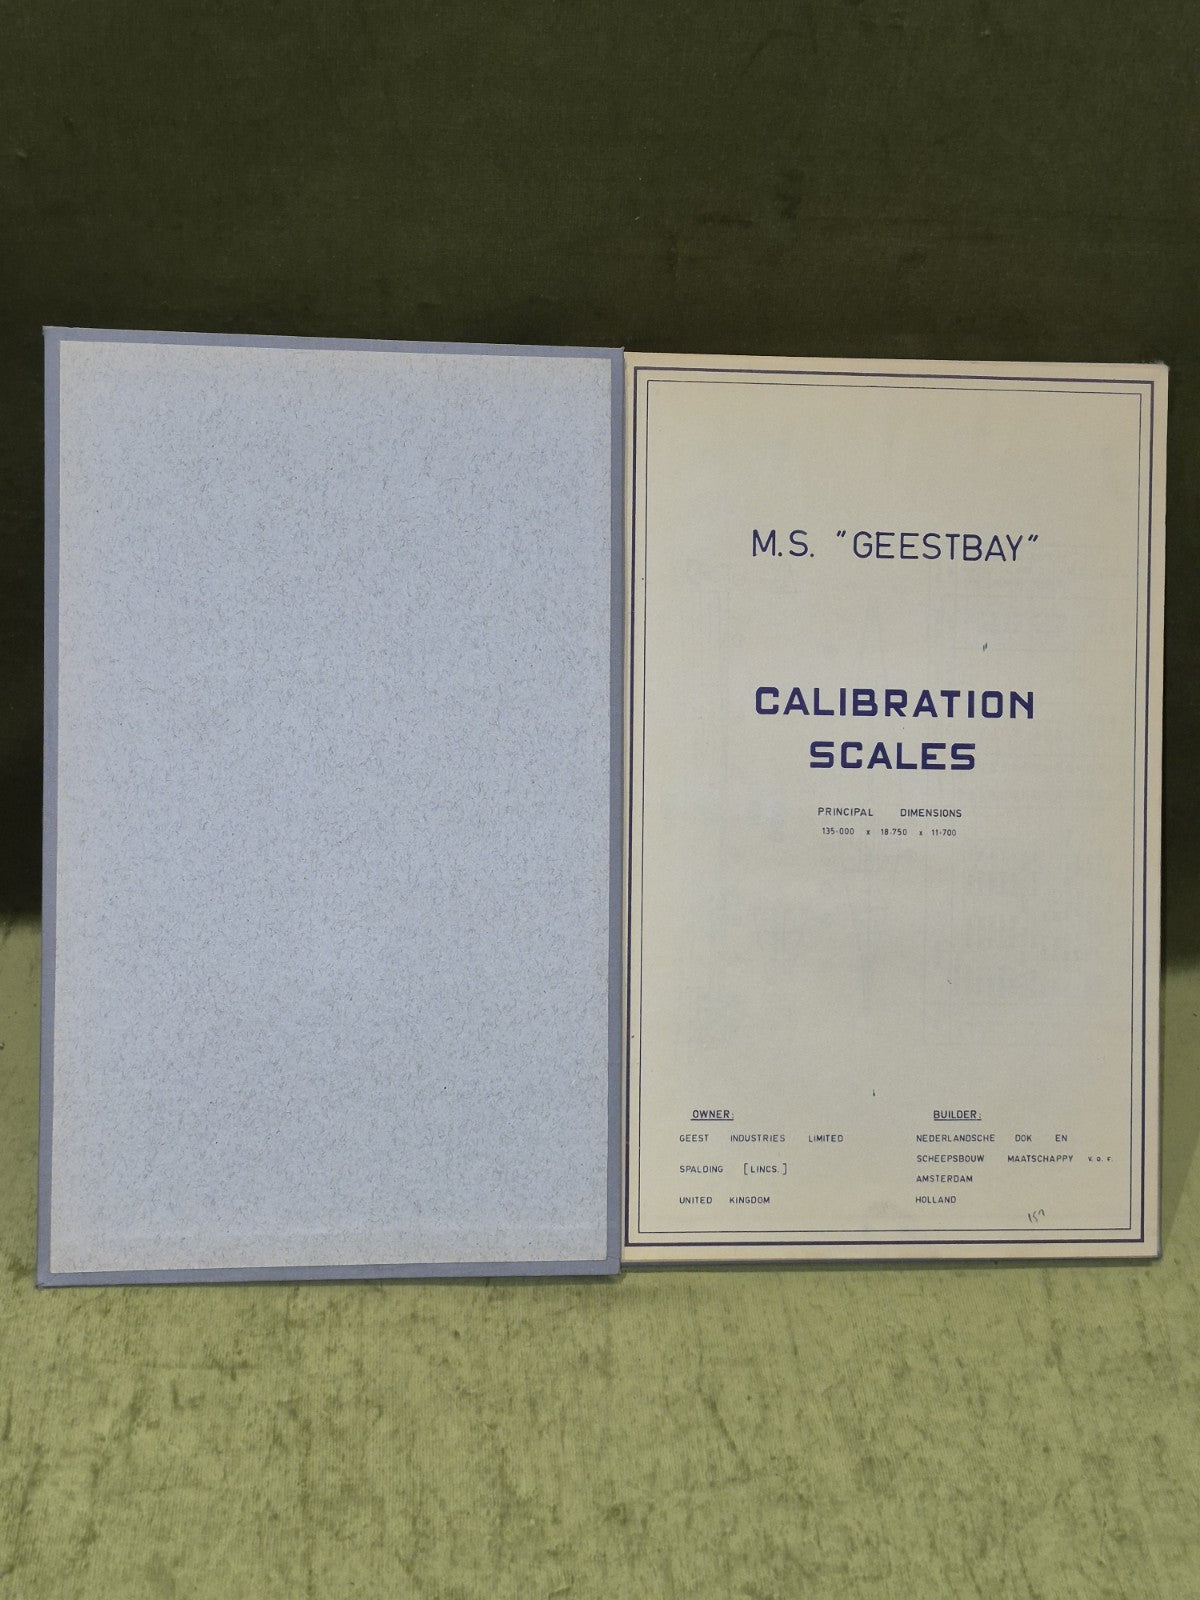 M.S. "GEESTBAY"
CALIBRATION
SCALES
PRINCIPAL DIMENSIONS
135·000 x 18·750 x 11·700
OWNER:
GEEST INDUSTRIES LIMITED
SPALDING [LINCS.]
UNITED KINGDOM
BUILDER:
NEDERLANDSCHE DOK EN
SCHEEPSBOUW MAATSCHAPPY V.O.F.
AMSTERDAM
HOLLAND